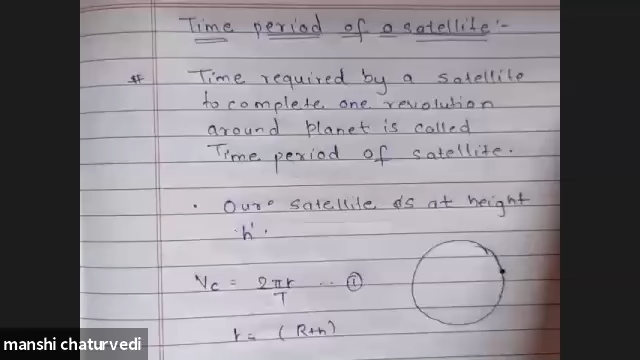 Time period of a satellite :-
# Time required by a satellite
to complete one revolution
around planet is called
Time period of satellite.
• Our satellite is at height
'h'.
Vc = 2πr / T ... ①
r = (R+h)
manshi chaturvedi